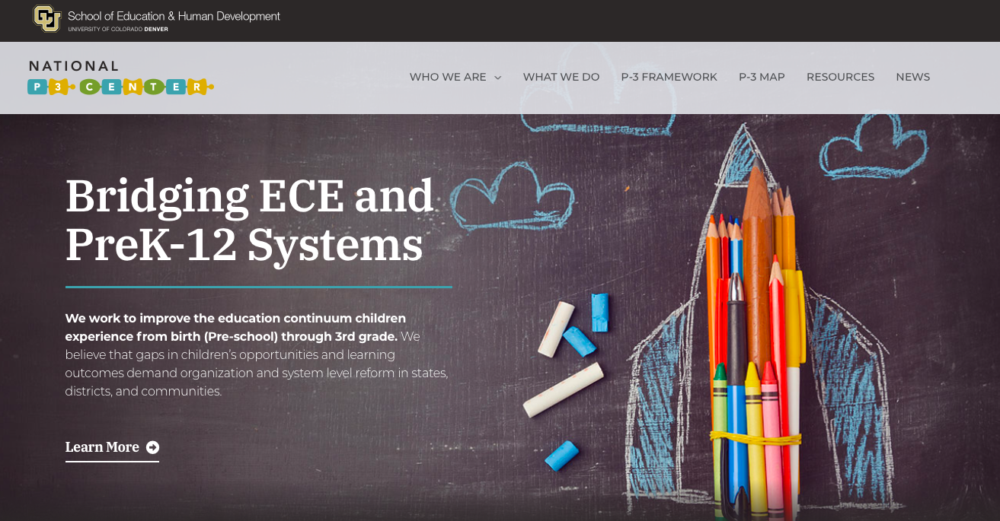 School of Education & Human Development
UNIVERSITY OF COLORADO DENVER
NATIONAL
P3 CENTER
WHO WE ARE
WHAT WE DO
P-3 FRAMEWORK
P-3 MAP
RESOURCES
NEWS
Bridging ECE and
PreK-12 Systems
We work to improve the education continuum children
experience from birth (Pre-school) through 3rd grade. We
believe that gaps in children’s opportunities and learning
outcomes demand organization and system level reform in states,
districts, and communities.
Learn More